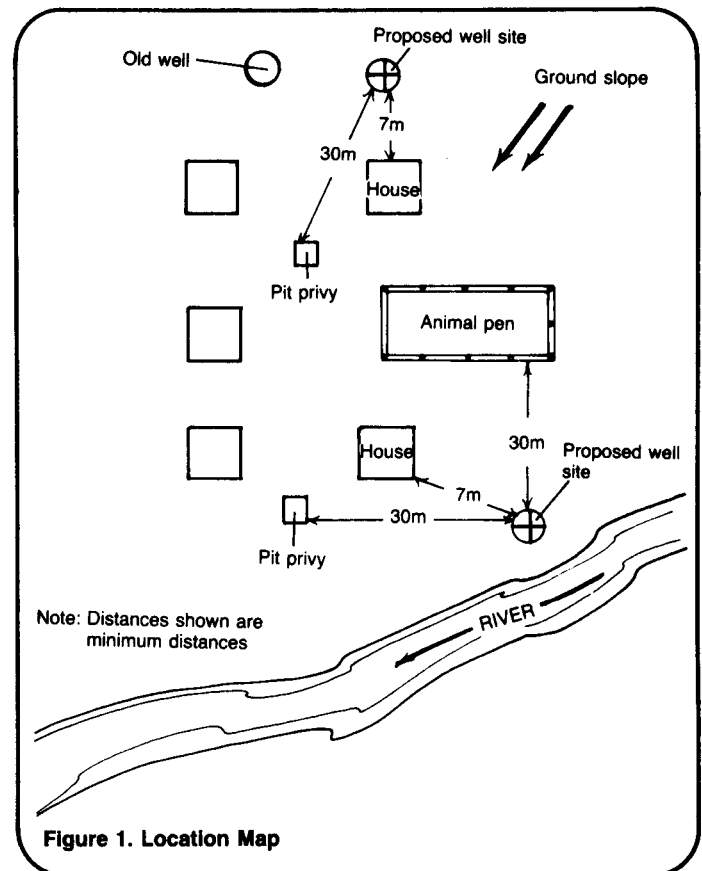 Proposed well site
Old well
Ground slope
7m
30m
House
Pit privy
Animal pen
30m
House
Proposed well
site
7m
30m
Pit privy
Note: Distances shown are
minimum distances
RIVER
Figure 1. Location Map